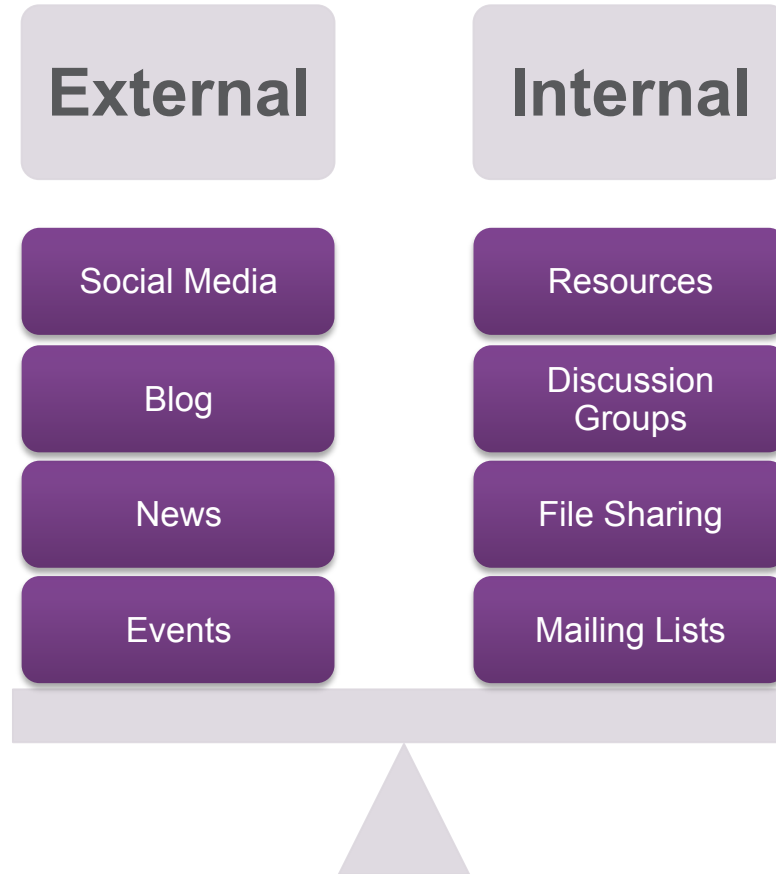 External
Internal
Social Media
Blog
News
Events
Resources
Discussion
Groups
File Sharing
Mailing Lists